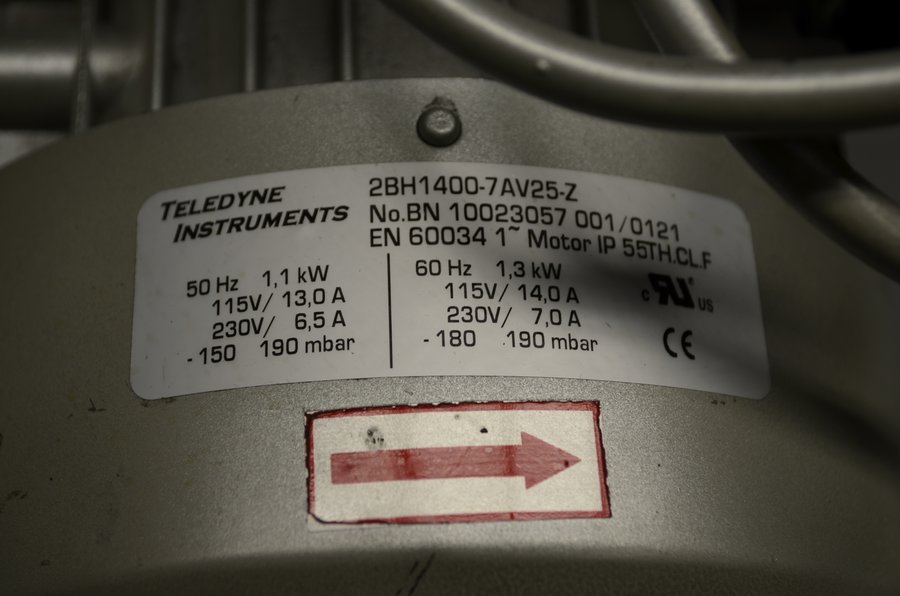 TELEDYNE
INSTRUMENTS
2BH1400-7AV25-Z
No.BN 10023057 001/0121
EN 60034 1~ Motor IP 55TH.CL.F
50 Hz 1,1 kW
115V/ 13,0 A
230V/ 6,5 A
- 150 190 mbar
60 Hz 1,3 kW
115V/ 14,0 A
230V/ 7,0 A
- 180 190 mbar
c RU US
CE